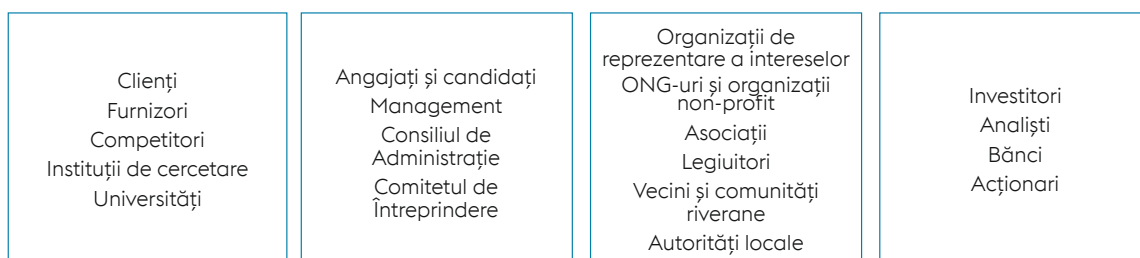 Clienți
Furnizori
Competitori
Instituții de cercetare
Universități
Angajați și candidați
Management
Consiliul de
Administrație
Comitetul de
Întreprindere
Organizații de
reprezentare a intereselor
ONG-uri și organizații
non-profit
Asociații
Legiuitori
Vecini și comunități
riverane
Autorități locale
Investitori
Analiști
Bănci
Acționari